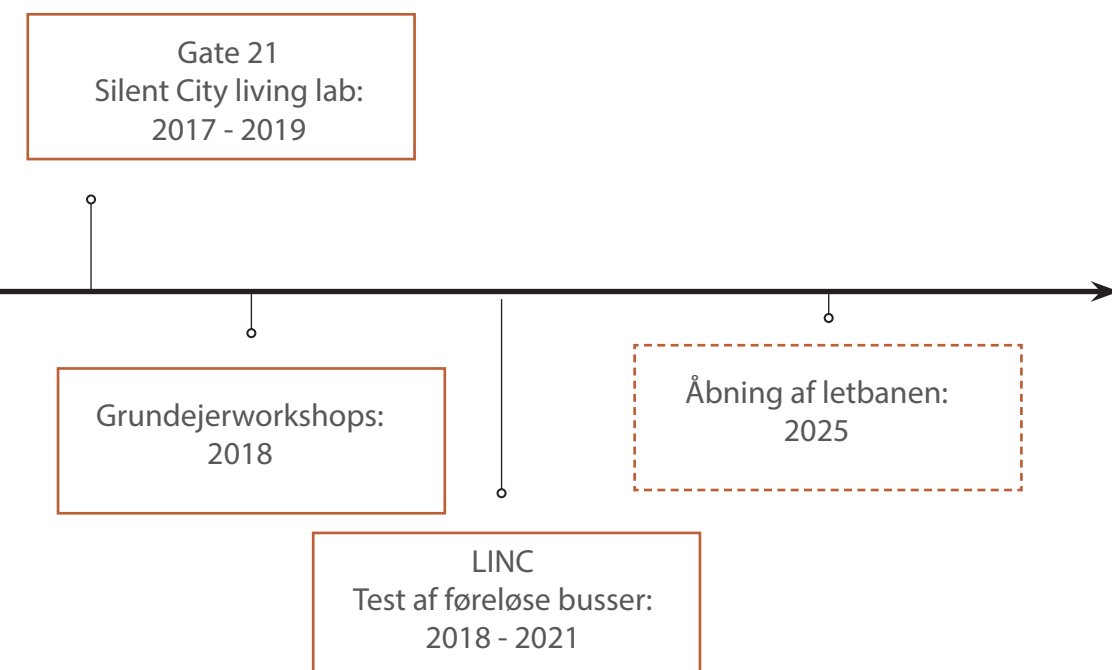 Gate 21
Silent City living lab:
2017 - 2019
Grundejerworkshops:
2018
Åbning af letbanen:
2025
LINC
Test af føreløse busser:
2018 - 2021